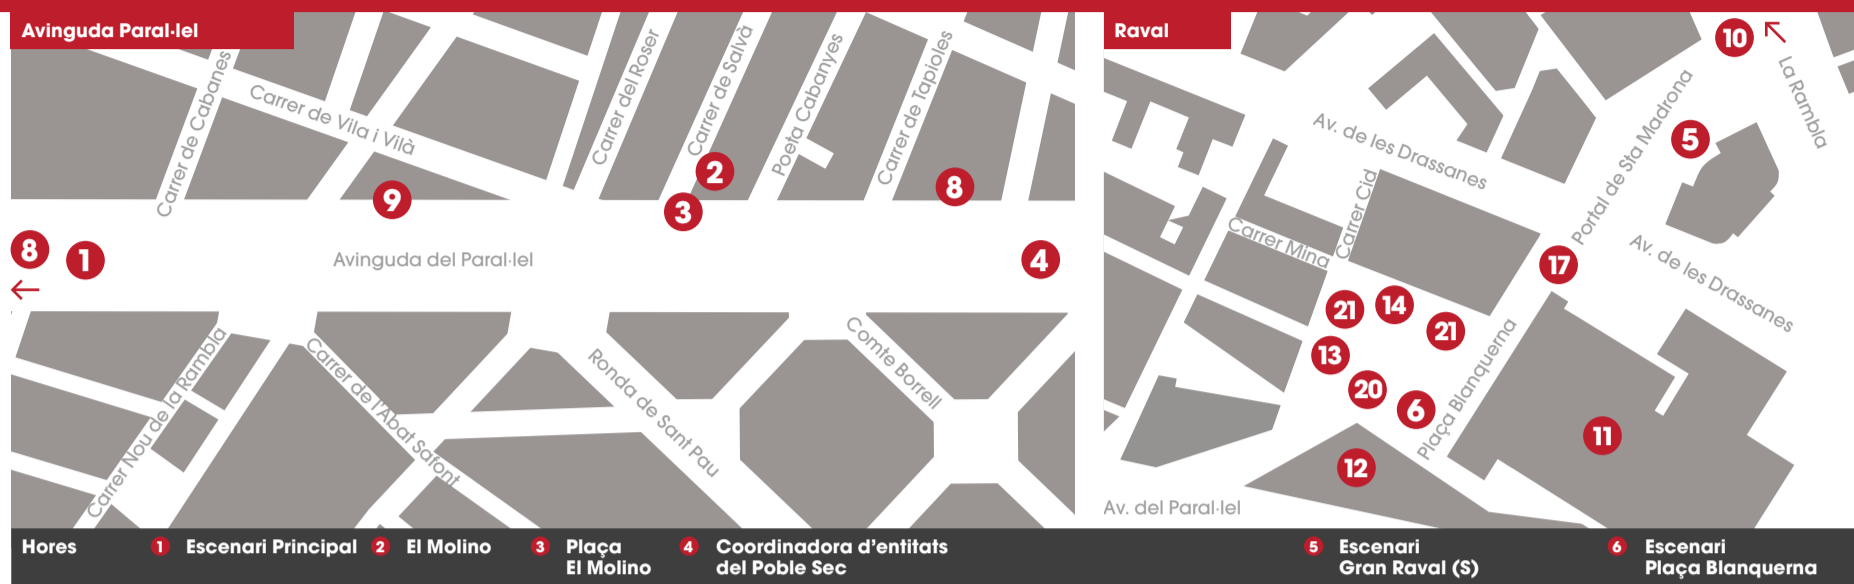 Avinguda Paral·lel
Carrer de Cabanes
Carrer de Vila i Vilà
Carrer del Roser
Carrer de Salvà
Poeta Cabanyes
Carrer de Tapioles
9
2
3
8
8
1
Avinguda del Paral·lel
4
Carrer Nou de la Rambla
Carrer de l'Abat Safont
Ronda de Sant Pau
Comte Borrell
Raval
10
La Rambla
Av. de les Drassanes
Portal de Sta Madrona
5
Carrer Cid
Carrer Mina
Av. de les Drassanes
17
21
14
21
13
20
6
Plaça Blanquerna
11
12
Av. del Paral·lel
Hores
1 Escenari Principal
2 El Molino
3 Plaça
El Molino
4 Coordinadora d'entitats
del Poble Sec
5 Escenari
Gran Raval (S)
6 Escenari
Plaça Blanquerna